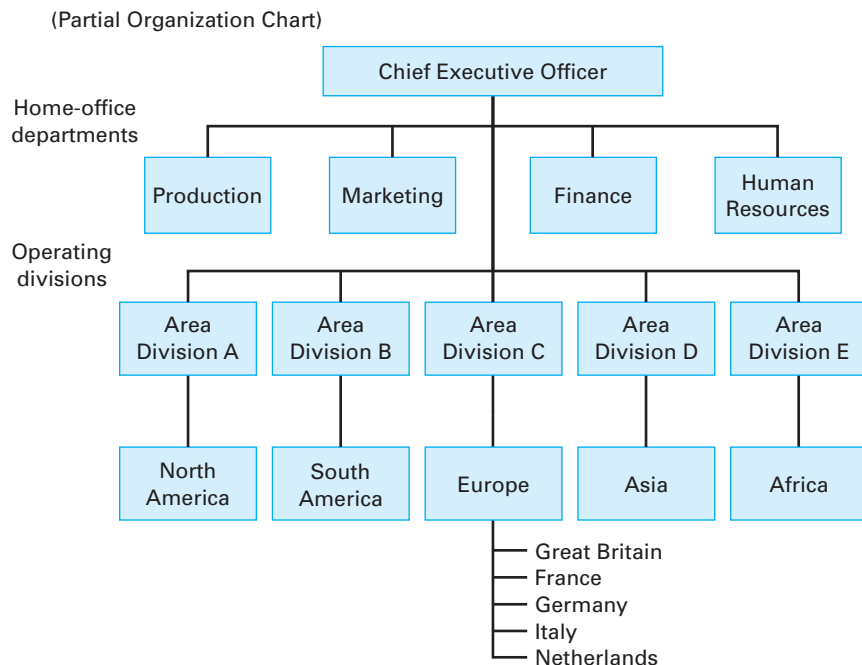 (Partial Organization Chart)
Chief Executive Officer
Home-office
departments
Production
Marketing
Finance
Human
Resources
Operating
divisions
Area
Division A
Area
Division B
Area
Division C
Area
Division D
Area
Division E
North
America
South
America
Europe
Asia
Africa
Great Britain
France
Germany
Italy
Netherlands